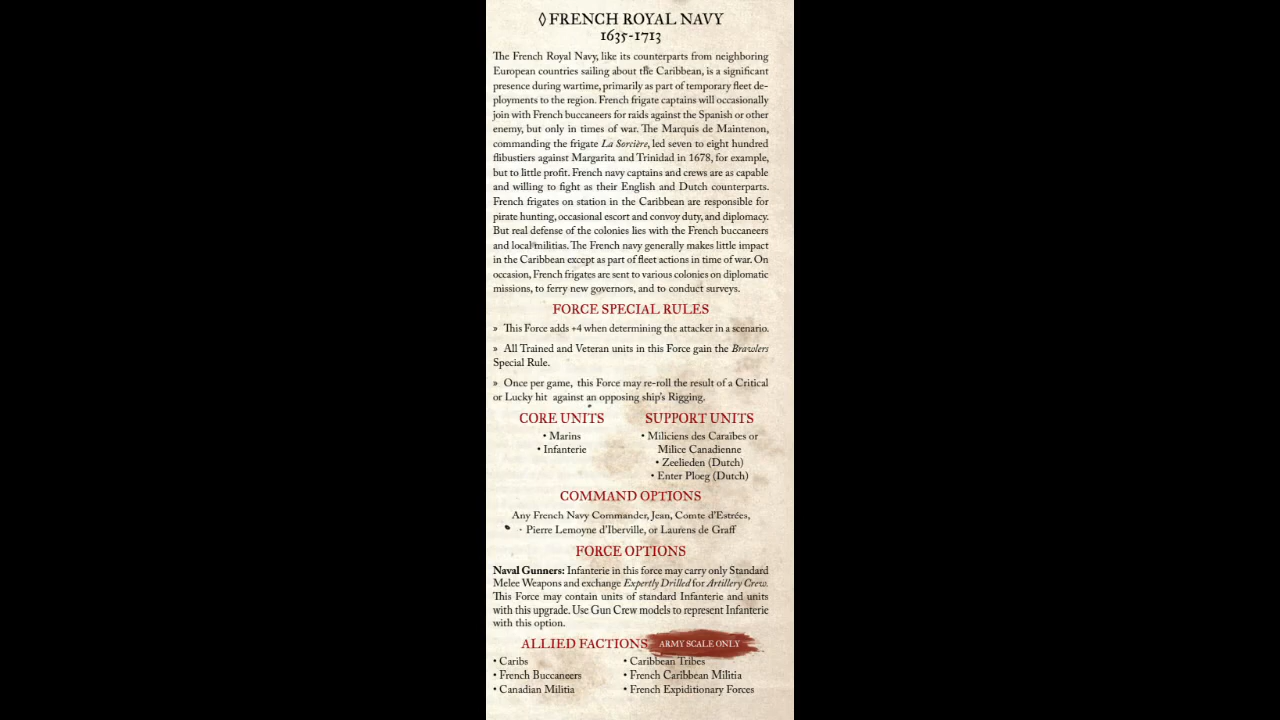 ◊ FRENCH ROYAL NAVY
1635-1713
The French Royal Navy, like its counterparts from neighboring
European countries sailing about the Caribbean, is a significant
presence during wartime, primarily as part of temporary fleet de-
ployments to the region. French frigate captains will occasionally
join with French buccaneers for raids against the Spanish or other
enemy, but only in times of war. The Marquis de Maintenon,
commanding the frigate La Sorcière, led seven to eight hundred
flibustiers against Margarita and Trinidad in 1678, for example,
but to little profit. French navy captains and crews are as capable
and willing to fight as their English and Dutch counterparts.
French frigates on station in the Caribbean are responsible for
pirate hunting, occasional escort and convoy duty, and diplomacy.
But real defense of the colonies lies with the French buccaneers
and local militias. The French navy generally makes little impact
in the Caribbean except as part of fleet actions in time of war. On
occasion, French frigates are sent to various colonies on diplomatic
missions, to ferry new governors, and to conduct surveys.
FORCE SPECIAL RULES
» This Force adds +4 when determining the attacker in a scenario.
» All Trained and Veteran units in this Force gain the Brawlers
Special Rule.
» Once per game, this Force may re-roll the result of a Critical
or Lucky hit against an opposing ship's Rigging.
CORE UNITS
• Marins
• Infanterie
SUPPORT UNITS
• Miliciens des Caraïbes or
Milice Canadienne
• Zeelieden (Dutch)
• Enter Ploeg (Dutch)
COMMAND OPTIONS
Any French Navy Commander, Jean, Comte d'Estrées,
Pierre Lemoyne d'Iberville, or Laurens de Graff
FORCE OPTIONS
Naval Gunners: Infanterie in this force may carry only Standard
Melee Weapons and exchange Expertly Drilled for Artillery Crew.
This Force may contain units of standard Infanterie and units
with this upgrade. Use Gun Crew models to represent Infanterie
with this option.
ALLIED FACTIONS ARMY SCALE ONLY
• Caribs
• French Buccaneers
• Canadian Militia
• Caribbean Tribes
• French Caribbean Militia
• French Expiditionary Forces